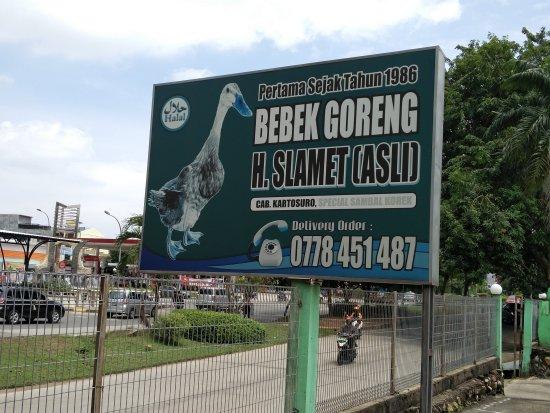 حلال
Halal
Pertama Sejak Tahun 1986
BEBEK GORENG
H. SLAMET (ASLI)
CAB. KARTOSURO, SPECIAL SAMBAL KOREK
Delivery Order :
0778 451 487